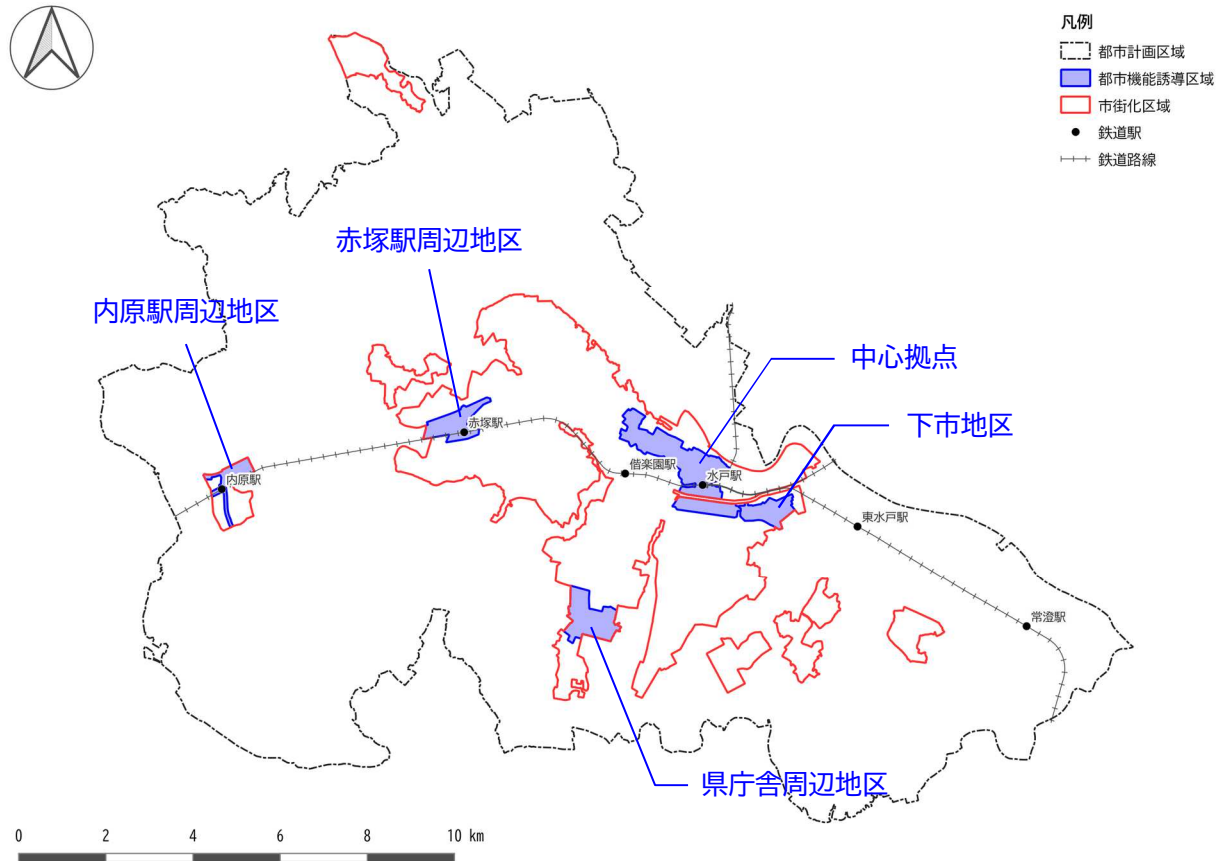 凡例
都市計画区域
都市機能誘導区域
市街化区域
鉄道駅
鉄道路線
赤塚駅周辺地区
内原駅周辺地区
中心拠点
下市地区
赤塚駅
偕楽園駅
水戸駅
内原駅
東水戸駅
常澄駅
県庁舎周辺地区
0 2 4 6 8 10 km